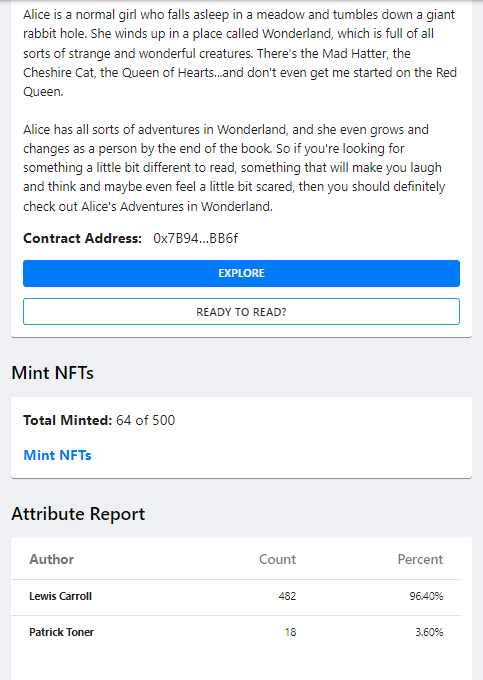 Alice is a normal girl who falls asleep in a meadow and tumbles down a giant
rabbit hole. She winds up in a place called Wonderland, which is full of all
sorts of strange and wonderful creatures. There's the Mad Hatter, the
Cheshire Cat, the Queen of Hearts...and don't even get me started on the Red
Queen.
Alice has all sorts of adventures in Wonderland, and she even grows and
changes as a person by the end of the book. So if you're looking for
something a little bit different to read, something that will make you laugh
and think and maybe even feel a little bit scared, then you should definitely
check out Alice's Adventures in Wonderland.
Contract Address: 0x7B94...BB6f
EXPLORE
READY TO READ?
Mint NFTs
Total Minted: 64 of 500
Mint NFTs
Attribute Report
Author Count Percent
Lewis Carroll 482 96.40%
Patrick Toner 18 3.60%